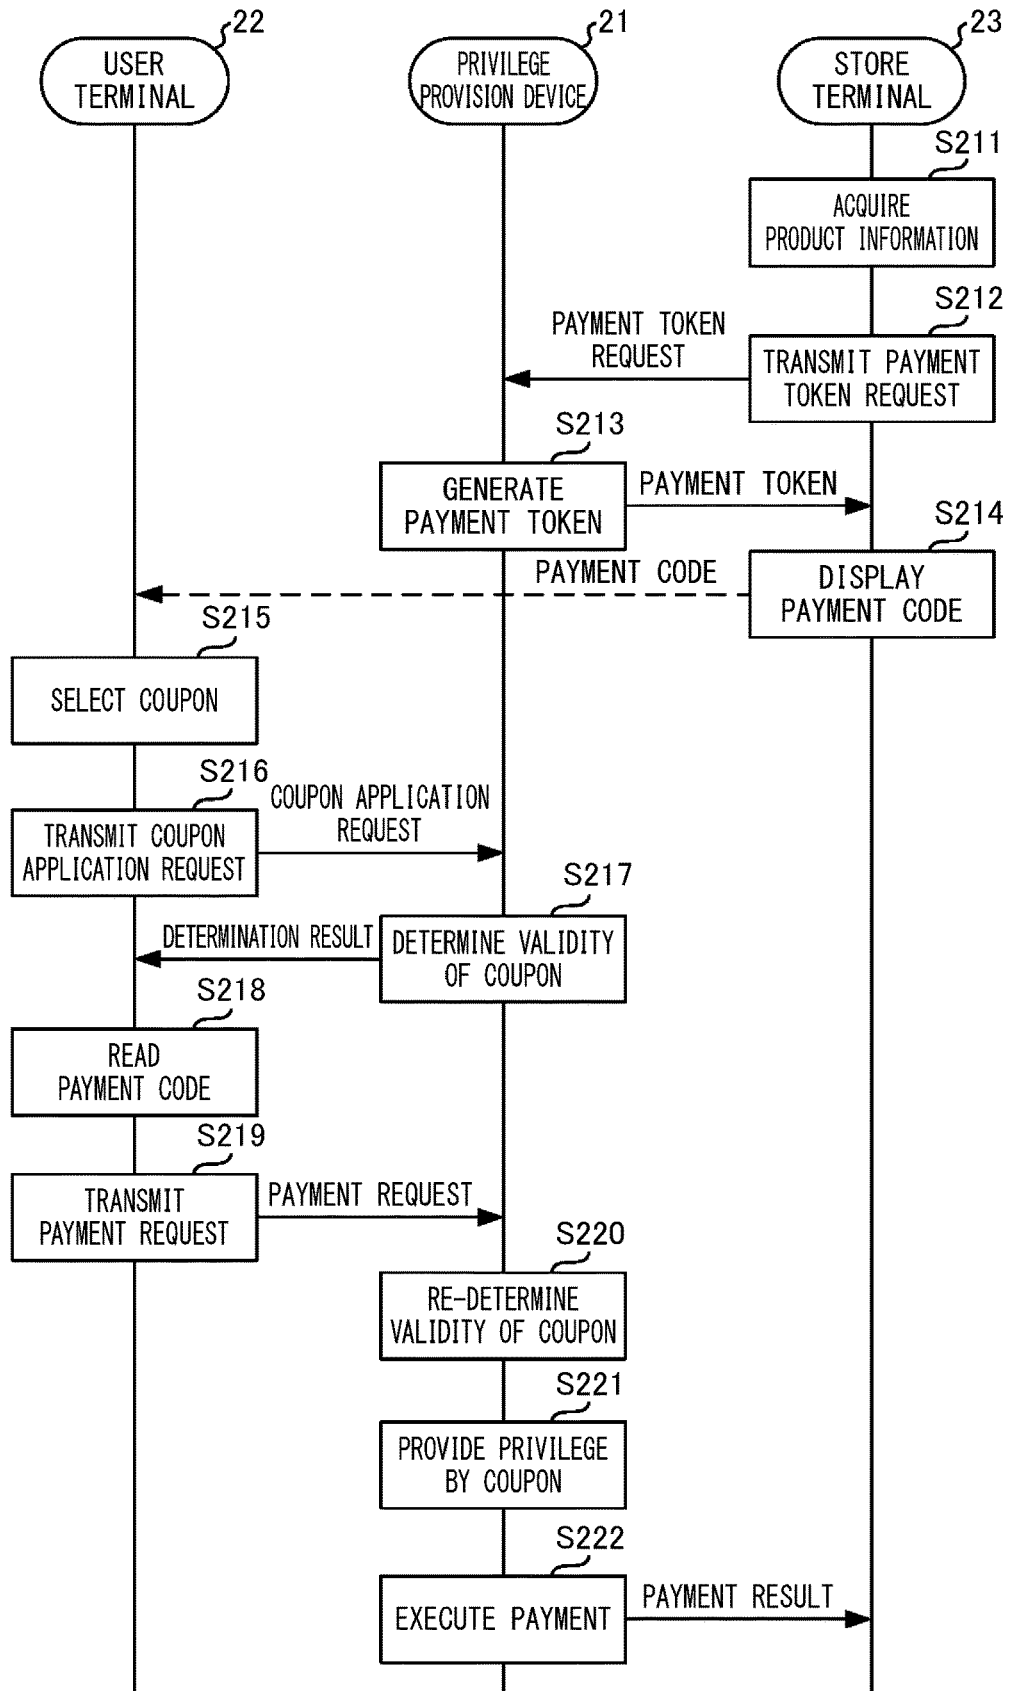 22
21
23
USER
TERMINAL
PRIVILEGE
PROVISION DEVICE
STORE
TERMINAL
S211
ACQUIRE
PRODUCT INFORMATION
S212
PAYMENT TOKEN
REQUEST
TRANSMIT PAYMENT
TOKEN REQUEST
S213
GENERATE
PAYMENT TOKEN
PAYMENT TOKEN
S214
DISPLAY
PAYMENT CODE
PAYMENT CODE
S215
SELECT COUPON
S216
TRANSMIT COUPON
APPLICATION REQUEST
COUPON APPLICATION
REQUEST
S217
DETERMINE VALIDITY
OF COUPON
DETERMINATION RESULT
S218
READ
PAYMENT CODE
S219
TRANSMIT
PAYMENT REQUEST
PAYMENT REQUEST
S220
RE-DETERMINE
VALIDITY OF COUPON
S221
PROVIDE PRIVILEGE
BY COUPON
S222
EXECUTE PAYMENT
PAYMENT RESULT